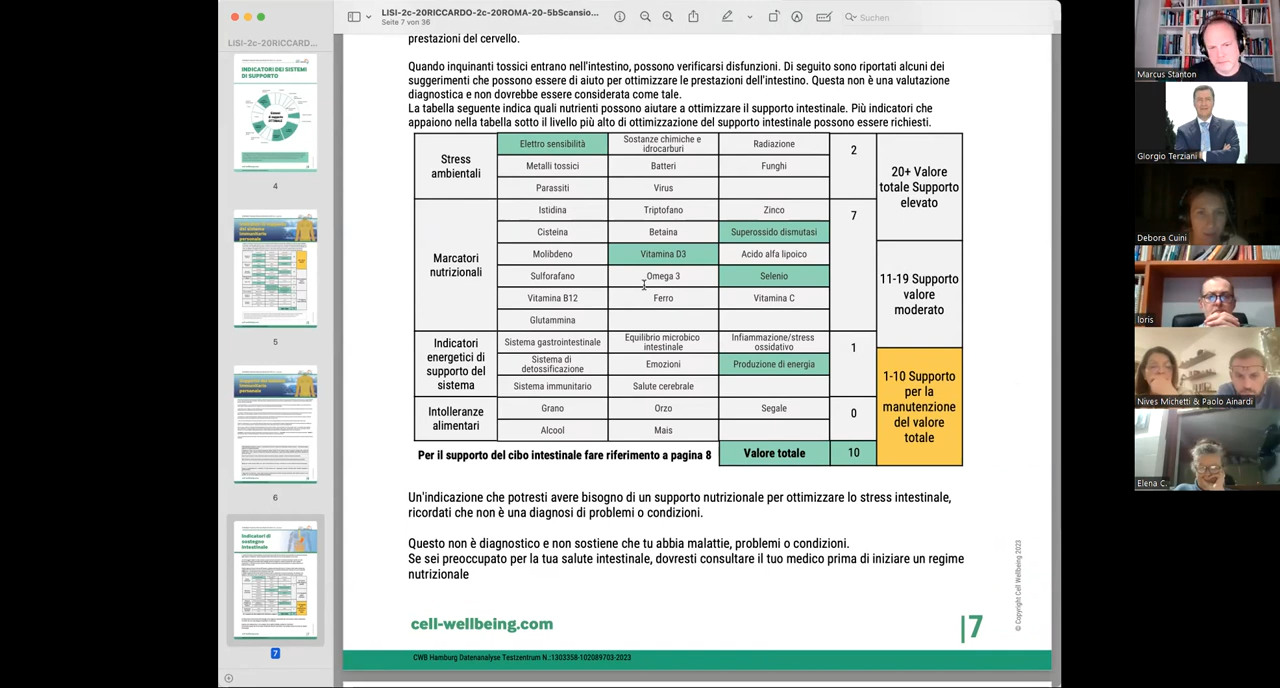 LISI-2c-20RICCARDO-2c-20ROMA-20-5bScansio...
Seite 7 von 36
Suchen
LISI-2c-20RICCARD...
INDICATORI DEI SISTEMI
DI SUPPORTO
4
5
6
Indicatori di
sostegno
intestinale
7
prestazioni del cervello.
Quando inquinanti tossici entrano nell'intestino, possono verificarsi disfunzioni. Di seguito sono riportati alcuni dei
suggerimenti che possono essere di aiuto per ottimizzare le prestazioni dell'intestino. Questa non è una valutazione
diagnostica e non dovrebbe essere considerata come tale.
La tabella seguente indica quali nutrienti possono aiutare a otimizzare il supporto intestinale. Più indicatori che
appaiono nella tabella sotto il livello più alto di ottimizzazione del supporto intestinale possono essere richiesti.
Stress
ambientali
Elettro sensibilità
Sostanze chimiche e
idrocarburi
Radiazione
2
Metalli tossici
Batteri
Funghi
Parassiti
Virus
Marcatori
nutrizionali
Istidina
Triptofano
Zinco
7
Cisteina
Betaina
Superossido dismutasi
Molibdeno
Vitamina D3
Acido alfa lipoico
Sulforafano
Omega 3
Selenio
Vitamina B12
Ferro
Vitamina C
Glutammina
Indicatori
energetici di
supporto del
sistema
Sistema gastrointestinale
Equilibrio microbico
intestinale
Infiammazione/stress
ossidativo
1
Sistema di
detossificazione
Emozioni
Produzione di energia
Sistema immunitario
Salute cerebrale
Intolleranze
alimentari
Grano
Orzo
Segale
0
Alcool
Mais
20+ Valore
totale Supporto
elevato
11-19 Supporto
valore
moderato
1-10 Supporto
per la
manutenzione
del valore
totale
Per il supporto del cibo intestinale fare riferimento a pagina 8
Valore totale
10
Un'indicazione che potresti avere bisogno di un supporto nutrizionale per ottimizzare lo stress intestinale,
ricordati che non è una diagnosi di problemi o condizioni.
Questo non è diagnostico e non sostiene che tu abbia malattie, problemi o condizioni.
Se sei preoccupato per la tua salute intestinale, dovresti consultare il tuo medico prima di iniziare un regime
nutrizionale
cell-wellbeing.com
|7
© Copyright Cell Wellbeing 2023
CWB Hamburg Datenanalyse Testzentrum N.:1303358-102089703-2023
Marcus Stanton
Giorgio Terziani
Debora Cuini
loris
Nives Michetti & Paolo Ainardi
Elena C.